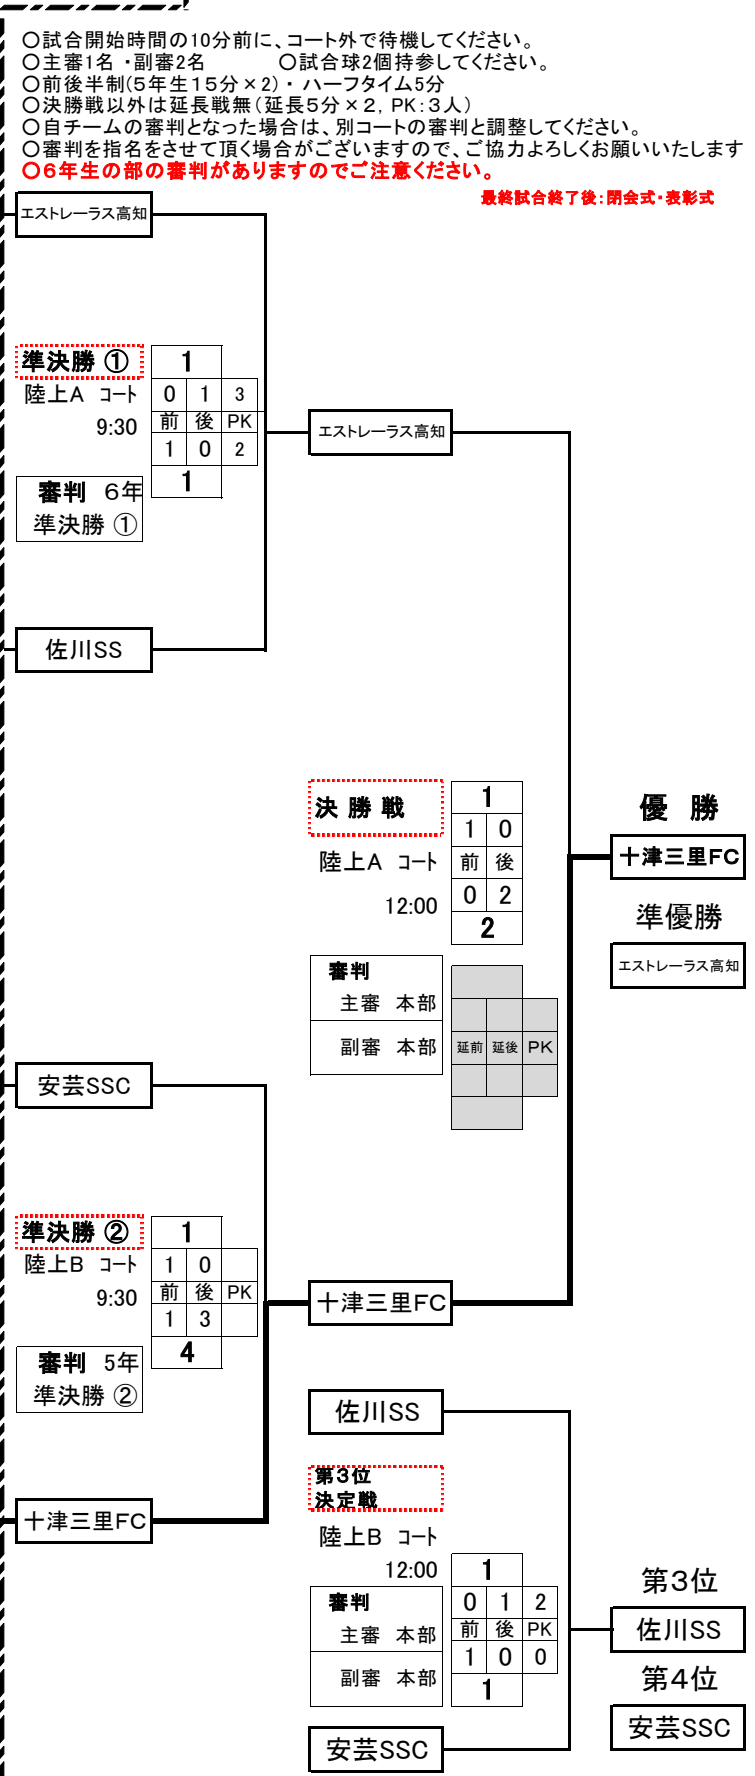 ○試合開始時間の10分前に、コート外で待機してください。
○主審1名・副審2名　　　○試合球2個持参してください。
○前後半制(5年生15分×2)・ハーフタイム5分
○決勝戦以外は延長戦無(延長5分×2, PK:3人)
○自チームの審判となった場合は、別コートの審判と調整してください。
○審判を指名をさせて頂く場合がございますので、ご協力よろしくお願いいたします
○6年生の部の審判がありますのでご注意ください。
最終試合終了後:閉会式・表彰式
エストレーラス高知
準決勝 ①
1
陸上A コート
0 1 3
9:30
前 後 PK
1 0 2
1
審判 6年
準決勝 ①
エストレーラス高知
佐川SS
決勝戦
1
1 0
陸上A コート
前 後
12:00
0 2
2
優 勝
十津三里FC
準優勝
エストレーラス高知
審判
主審 本部
副審 本部
延前 延後 PK
安芸SSC
準決勝 ②
1
陸上B コート
1 0
9:30
前 後 PK
1 3
4
審判 5年
準決勝 ②
十津三里FC
十津三里FC
佐川SS
第3位
決定戦
陸上B コート
12:00
1
審判
0 1 2
主審 本部
前 後 PK
1 0 0
副審 本部
1
安芸SSC
第3位
佐川SS
第4位
安芸SSC